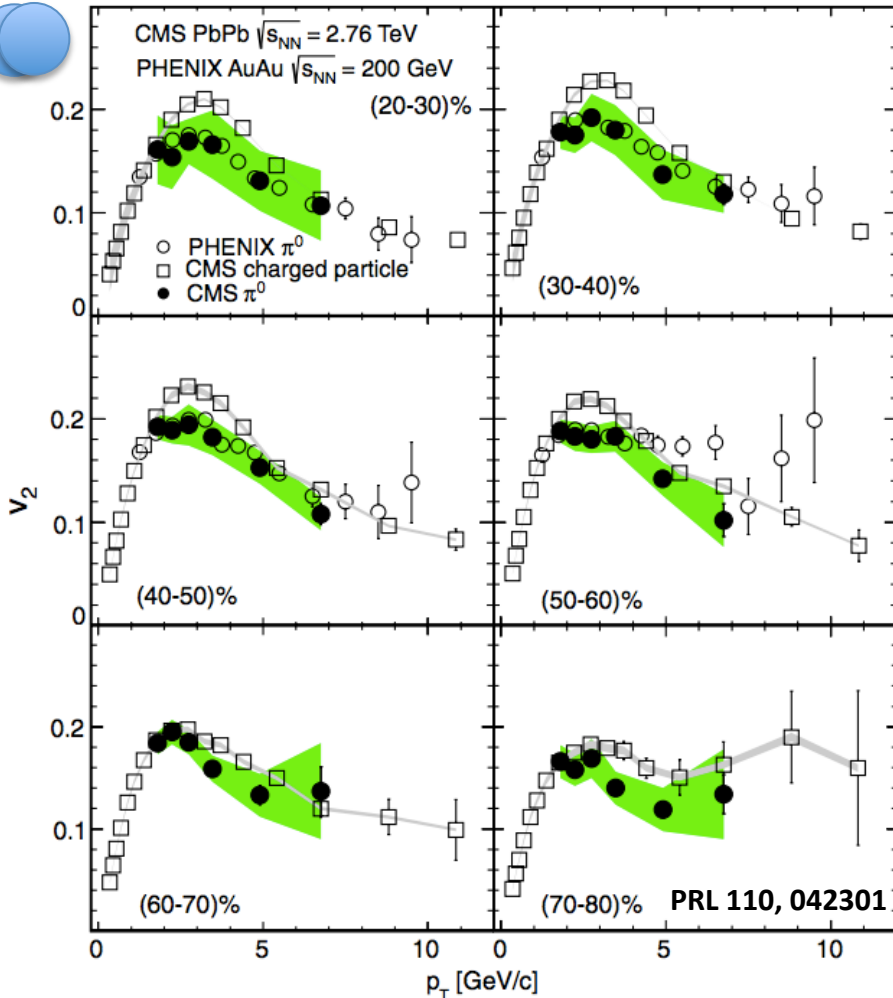 CMS PbPb √sNN = 2.76 TeV
PHENIX AuAu √sNN = 200 GeV
(20-30)%
0.2
0.1
0
PHENIX π⁰
CMS charged particle
CMS π⁰
(30-40)%
v₂
0.2
0.1
0
(40-50)%
(50-60)%
0.2
0.1
(60-70)%
(70-80)%
PRL 110, 042301
0 5 10 0 5 10
pT [GeV/c]